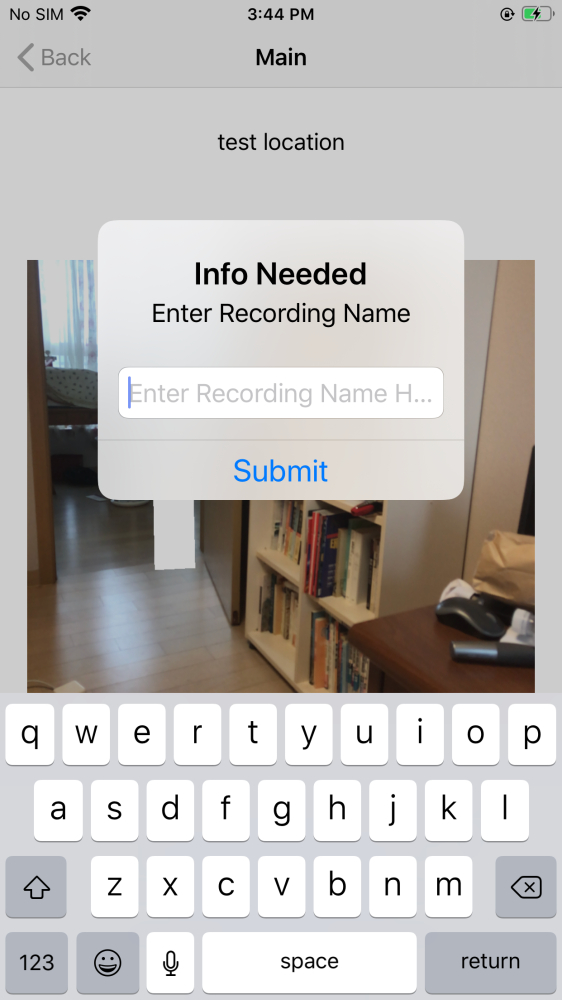 No SIM 3:44 PM
Back Main
test location
Info Needed
Enter Recording Name
Enter Recording Name H...
Submit
q w e r t y u i o p
a s d f g h j k l
z x c v b n m
123 space return